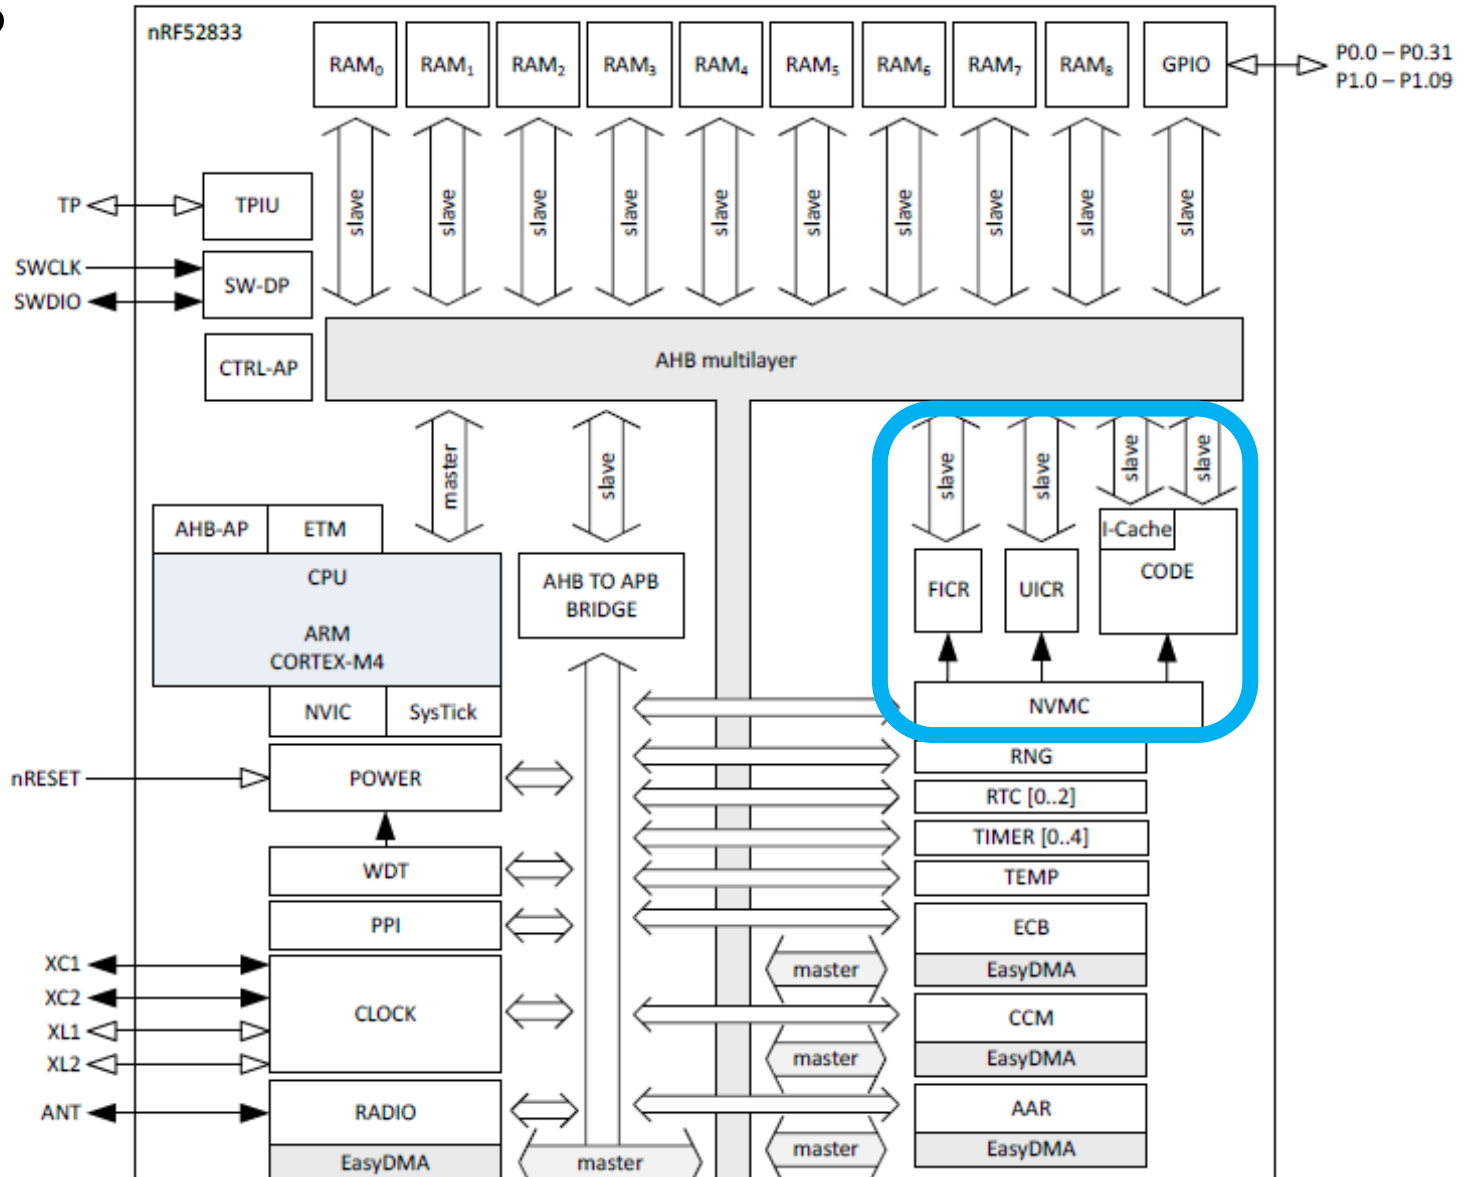 nRF52833
RAM0
RAM1
RAM2
RAM3
RAM4
RAM5
RAM6
RAM7
RAM8
GPIO
P0.0 – P0.31
P1.0 – P1.09
slave
slave
slave
slave
slave
slave
slave
slave
slave
slave
TP
TPIU
SWCLK
SWDIO
SW-DP
CTRL-AP
AHB multilayer
master
slave
slave
slave
slave
slave
AHB-AP
ETM
CPU
ARM
CORTEX-M4
NVIC
SysTick
AHB TO APB
BRIDGE
FICR
UICR
I-Cache
CODE
NVMC
nRESET
POWER
RNG
RTC [0..2]
TIMER [0..4]
WDT
TEMP
PPI
ECB
master
EasyDMA
XC1
XC2
XL1
XL2
CLOCK
CCM
master
EasyDMA
ANT
RADIO
AAR
master
EasyDMA
EasyDMA
master